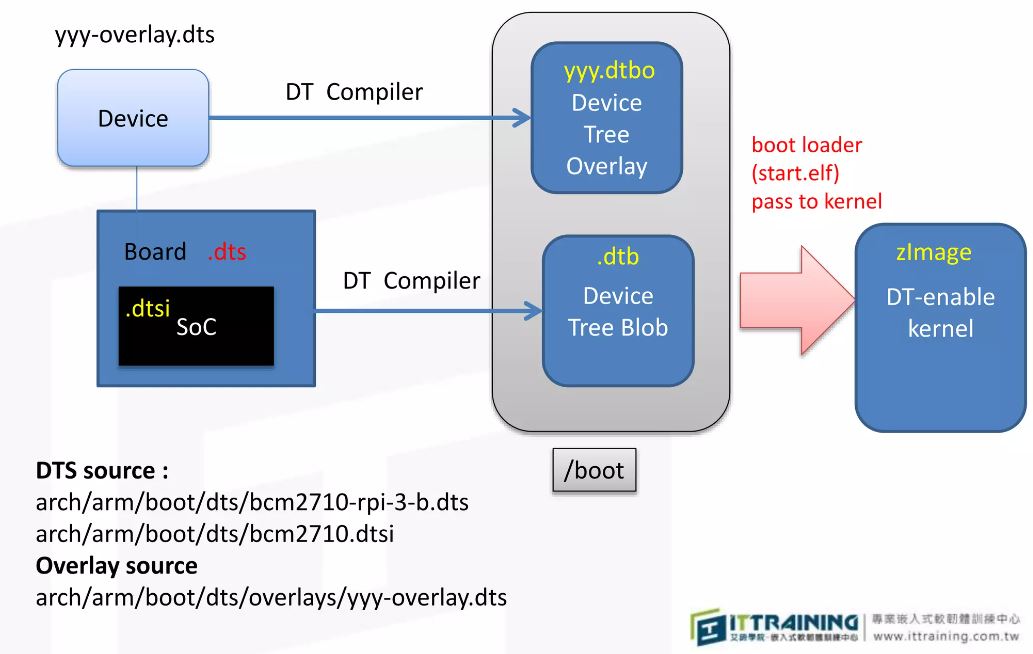 yyy-overlay.dts
Device
DT Compiler
yyy.dtbo
Device
Tree
Overlay
boot loader
(start.elf)
pass to kernel
Board .dts
.dtsi
SoC
DT Compiler
.dtb
Device
Tree Blob
zImage
DT-enable
kernel
/boot
DTS source :
arch/arm/boot/dts/bcm2710-rpi-3-b.dts
arch/arm/boot/dts/bcm2710.dtsi
Overlay source
arch/arm/boot/dts/overlays/yyy-overlay.dts
ITTRAINING
艾鍗學院-嵌入式軟韌體訓練中心
專業嵌入式軟韌體訓練中心
www.ittraining.com.tw